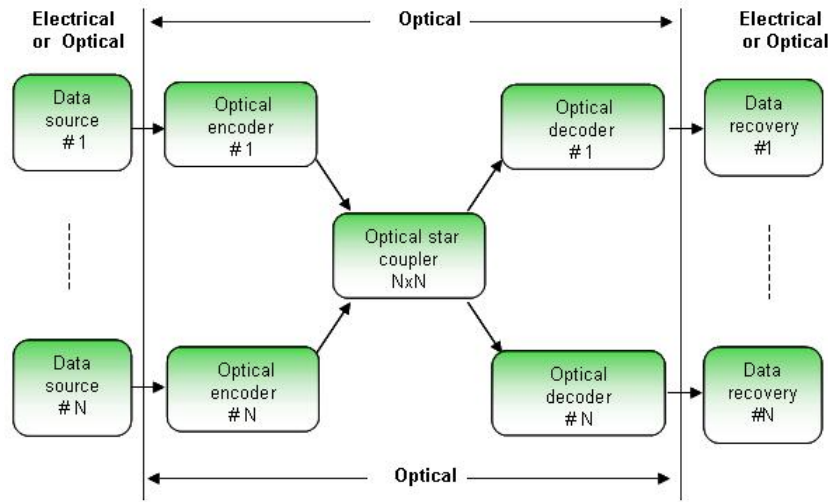 Electrical
or Optical
Optical
Electrical
or Optical
Data
source
#1
Optical
encoder
#1
Optical
decoder
#1
Data
recovery
#1
Optical star
coupler
NxN
Data
source
#N
Optical
encoder
#N
Optical
decoder
#N
Data
recovery
#N
Optical